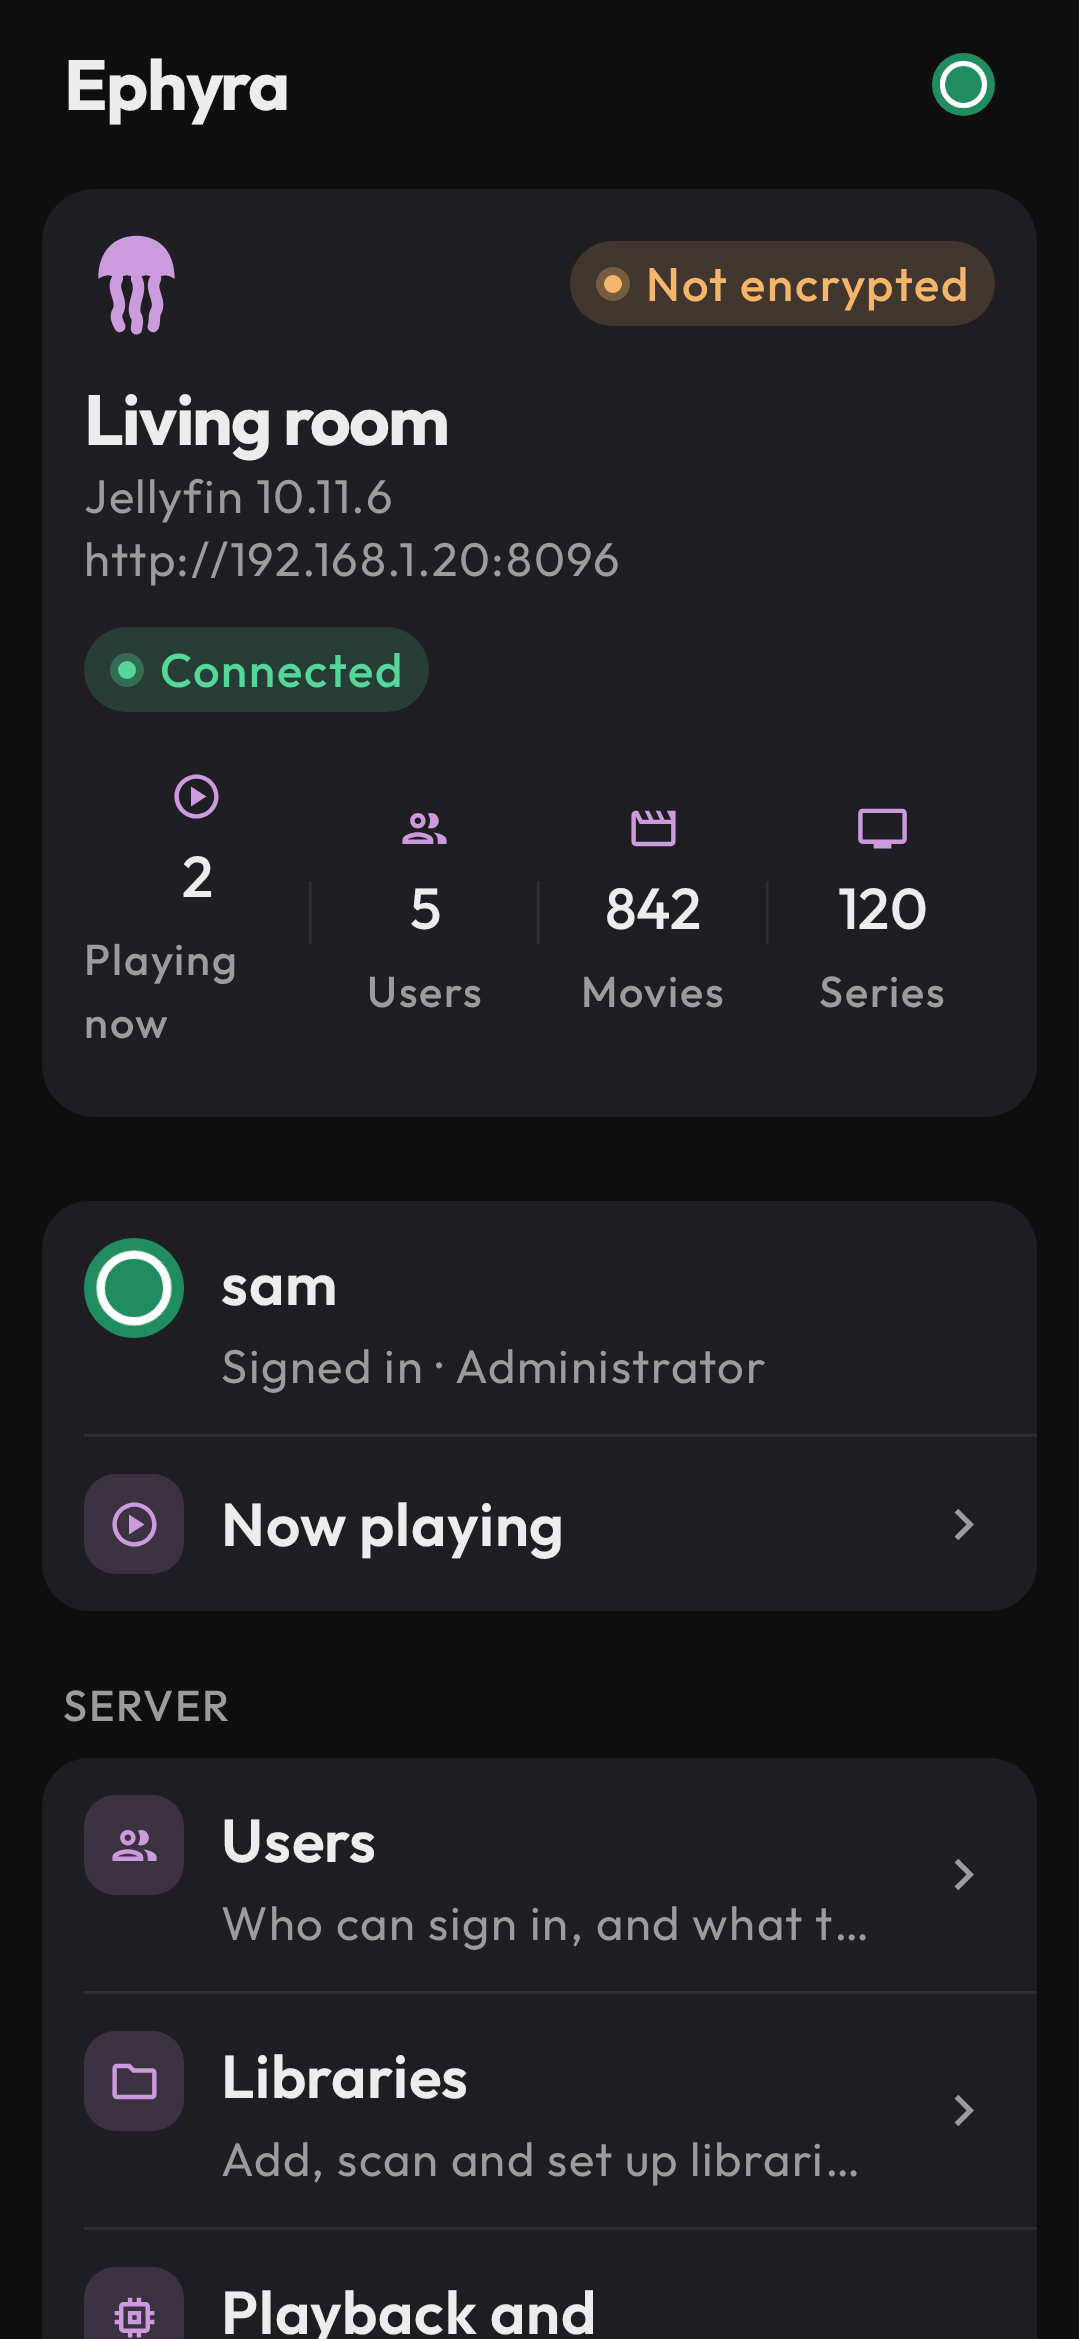 Ephyra
Not encrypted
Living room
Jellyfin 10.11.6
http://192.168.1.20:8096
Connected
2
Playing
now
5
Users
842
Movies
120
Series
sam
Signed in · Administrator
Now playing
SERVER
Users
Who can sign in, and what t…
Libraries
Add, scan and set up librari…
Playback and